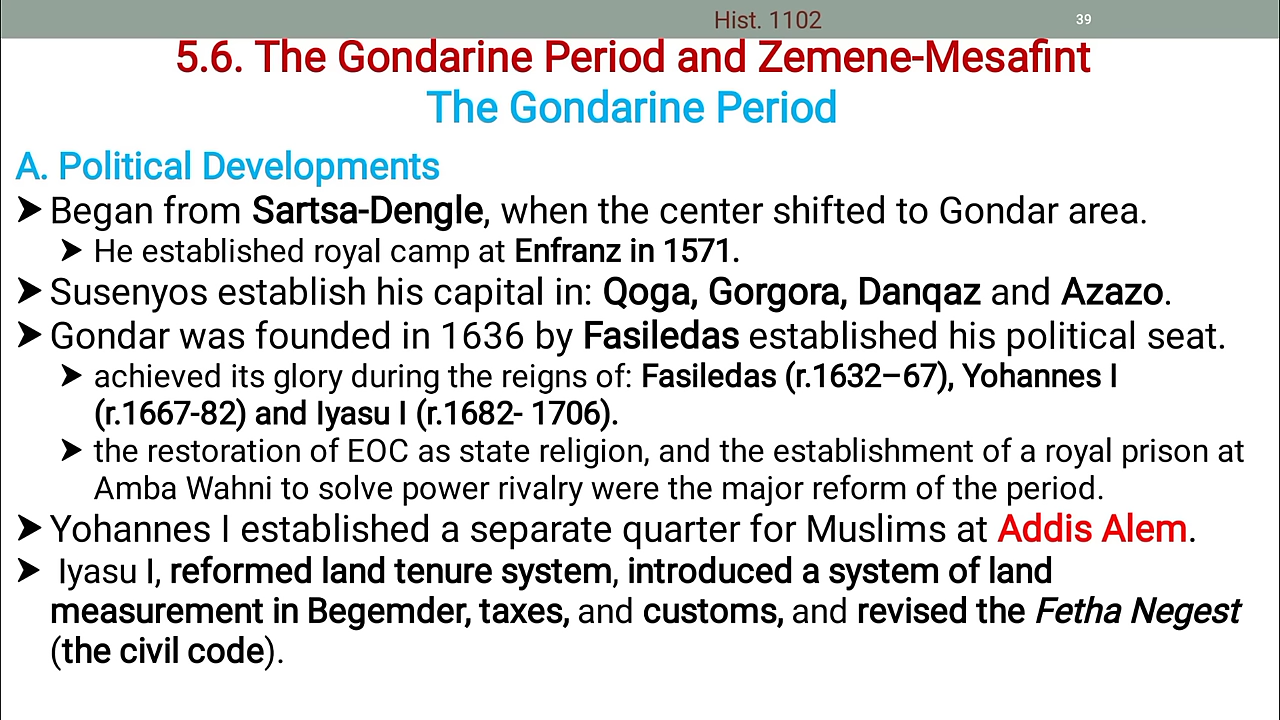 Hist. 1102
39
5.6. The Gondarine Period and Zemene-Mesafint
The Gondarine Period
A. Political Developments
➤ Began from Sartsa-Dengle, when the center shifted to Gondar area.
➤ He established royal camp at Enfranz in 1571.
➤ Susenyos establish his capital in: Qoga, Gorgora, Danqaz and Azazo.
➤ Gondar was founded in 1636 by Fasiledas established his political seat.
➤ achieved its glory during the reigns of: Fasiledas (r.1632–67), Yohannes I
(r.1667-82) and Iyasu I (r.1682- 1706).
➤ the restoration of EOC as state religion, and the establishment of a royal prison at
Amba Wahni to solve power rivalry were the major reform of the period.
➤ Yohannes I established a separate quarter for Muslims at Addis Alem.
➤ Iyasu I, reformed land tenure system, introduced a system of land
measurement in Begemder, taxes, and customs, and revised the Fetha Negest
(the civil code).